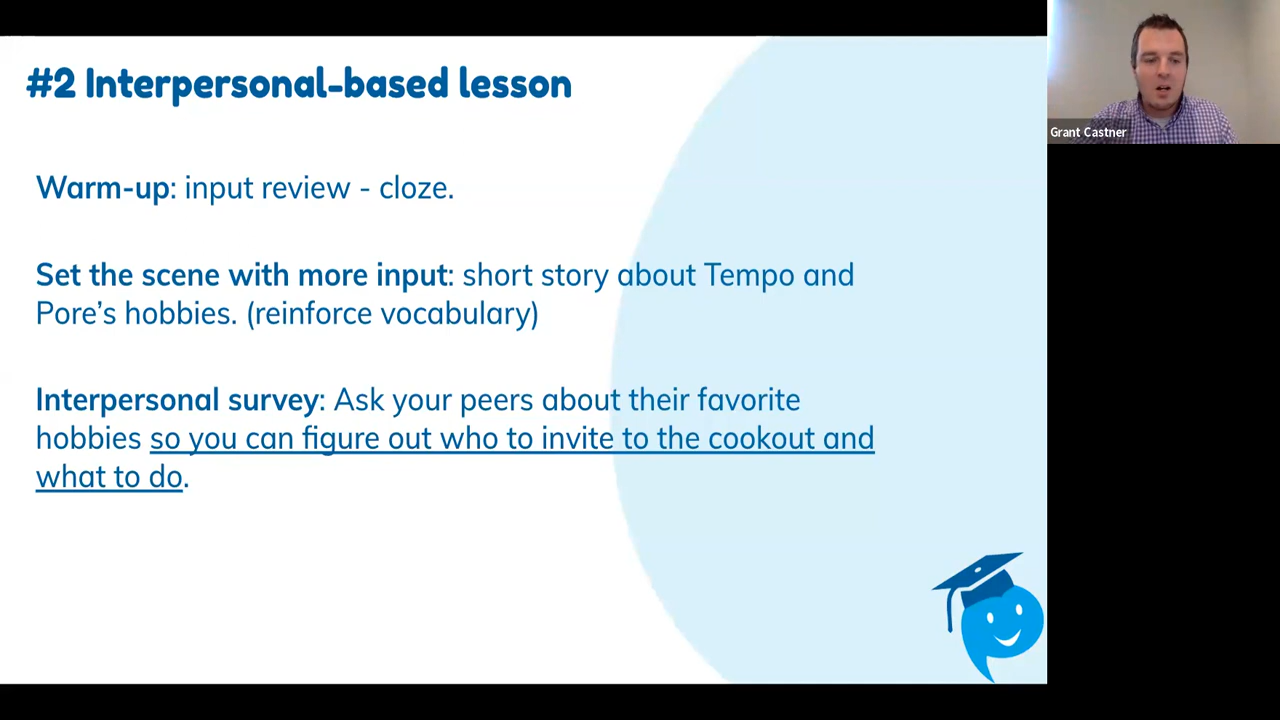 #2 Interpersonal-based lesson
Grant Castner
Warm-up: input review - cloze.
Set the scene with more input: short story about Tempo and
Pore's hobbies. (reinforce vocabulary)
Interpersonal survey: Ask your peers about their favorite
hobbies so you can figure out who to invite to the cookout and
what to do.